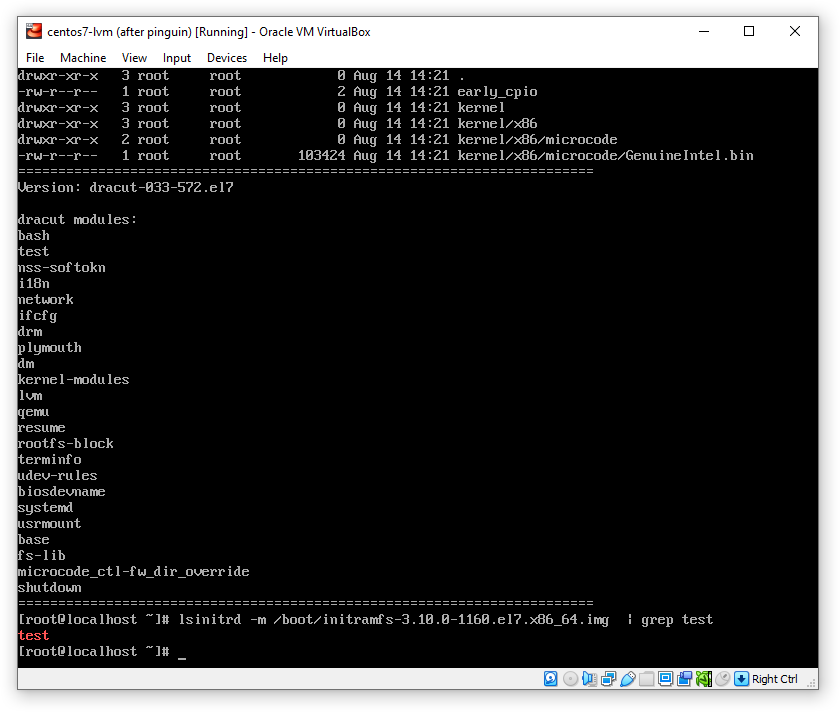 centos7-lvm (after pinguin) [Running] - Oracle VM VirtualBox
File Machine View Input Devices Help
drwxr-xr-x   3 root     root            0 Aug 14 14:21 .
-rw-r--r--   1 root     root            2 Aug 14 14:21 early_cpio
drwxr-xr-x   3 root     root            0 Aug 14 14:21 kernel
drwxr-xr-x   3 root     root            0 Aug 14 14:21 kernel/x86
drwxr-xr-x   2 root     root            0 Aug 14 14:21 kernel/x86/microcode
-rw-r--r--   1 root     root       103424 Aug 14 14:21 kernel/x86/microcode/GenuineIntel.bin
========================================================================
Version: dracut-033-572.el7
dracut modules:
bash
test
nss-softokn
i18n
network
ifcfg
drm
plymouth
dm
kernel-modules
lvm
qemu
resume
rootfs-block
terminfo
udev-rules
biosdevname
systemd
usrmount
base
fs-lib
microcode_ctl-fw_dir_override
shutdown
========================================================================
[root@localhost ~]# lsinitrd -m /boot/initramfs-3.10.0-1160.el7.x86_64.img  | grep test
test
[root@localhost ~]# _
Right Ctrl